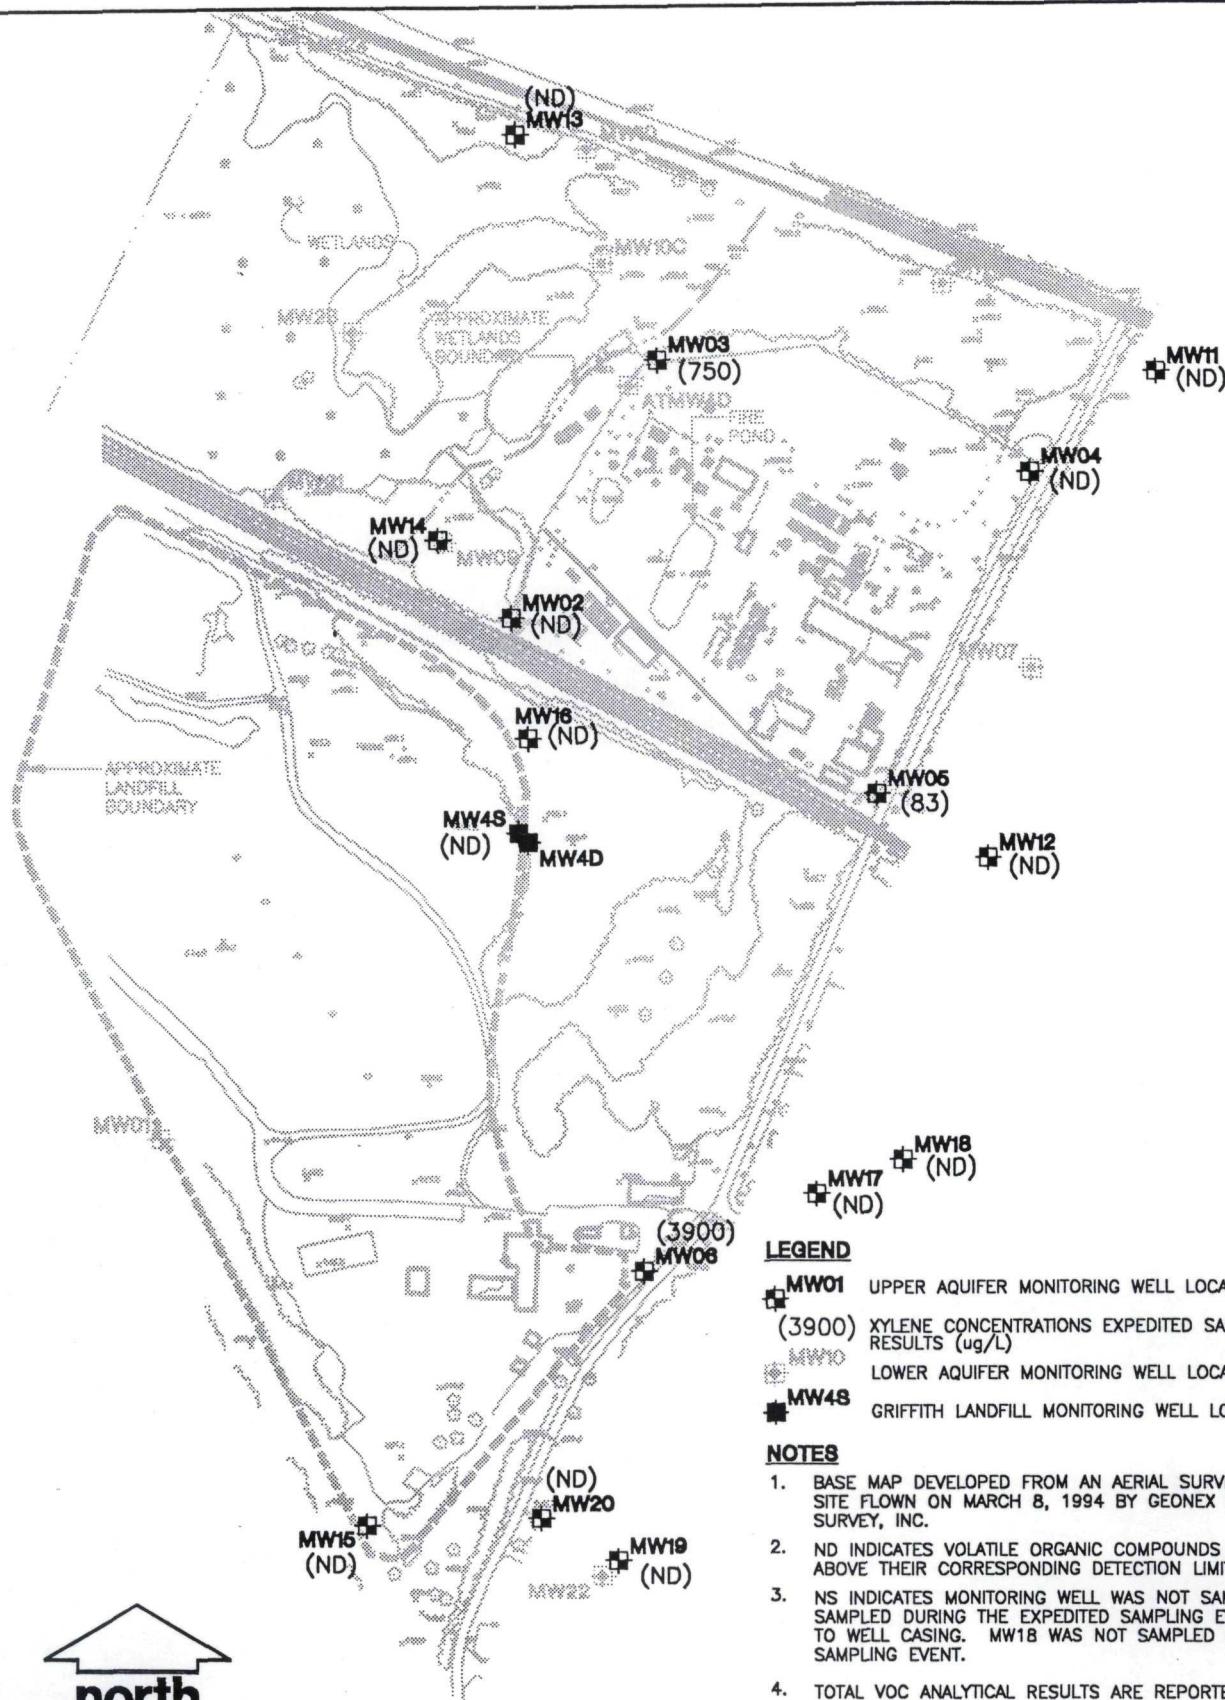 (ND)
MW13
WETLANDS
MW10C
MW28
APPROXIMATE
WETLANDS
BOUNDARY
MW03
(750)
MW11
(ND)
FIRE
POND
MW04
(ND)
MW14
(ND)
MW09
MW02
(ND)
MW07
MW16
(ND)
APPROXIMATE
LANDFILL
BOUNDARY
MW05
(83)
MW4S
(ND)
MW4D
MW12
(ND)
MW01
MW18
(ND)
MW17
(ND)
(3900)
MW06
LEGEND
MW01 UPPER AQUIFER MONITORING WELL LOCA
(3900) XYLENE CONCENTRATIONS EXPEDITED SA
RESULTS (ug/L)
MW10
LOWER AQUIFER MONITORING WELL LOCA
MW4S GRIFFITH LANDFILL MONITORING WELL LO
NOTES
1. BASE MAP DEVELOPED FROM AN AERIAL SURV
SITE FLOWN ON MARCH 8, 1994 BY GEONEX
SURVEY, INC.
2. ND INDICATES VOLATILE ORGANIC COMPOUNDS
ABOVE THEIR CORRESPONDING DETECTION LIMI
3. NS INDICATES MONITORING WELL WAS NOT SA
SAMPLED DURING THE EXPEDITED SAMPLING E
TO WELL CASING. MW18 WAS NOT SAMPLED
SAMPLING EVENT.
4. TOTAL VOC ANALYTICAL RESULTS ARE REPORTE
(ND)
MW20
MW15
(ND)
MW19
(ND)
MW22
north